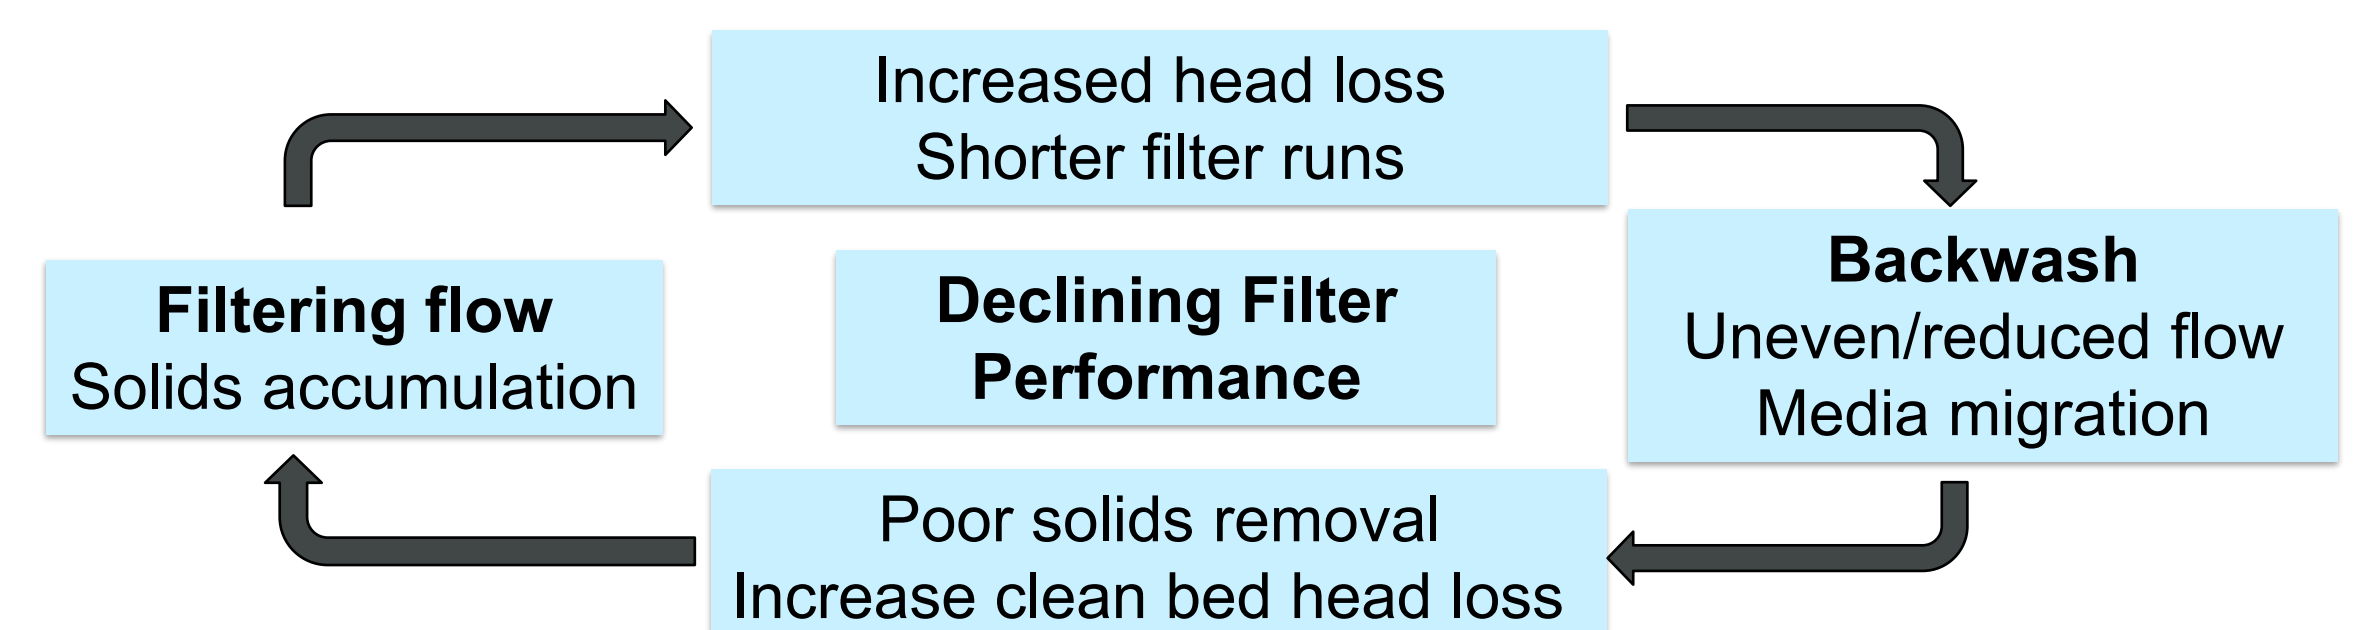 Increased head loss
Shorter filter runs
Filtering flow
Solids accumulation
Declining Filter
Performance
Backwash
Uneven/reduced flow
Media migration
Poor solids removal
Increase clean bed head loss